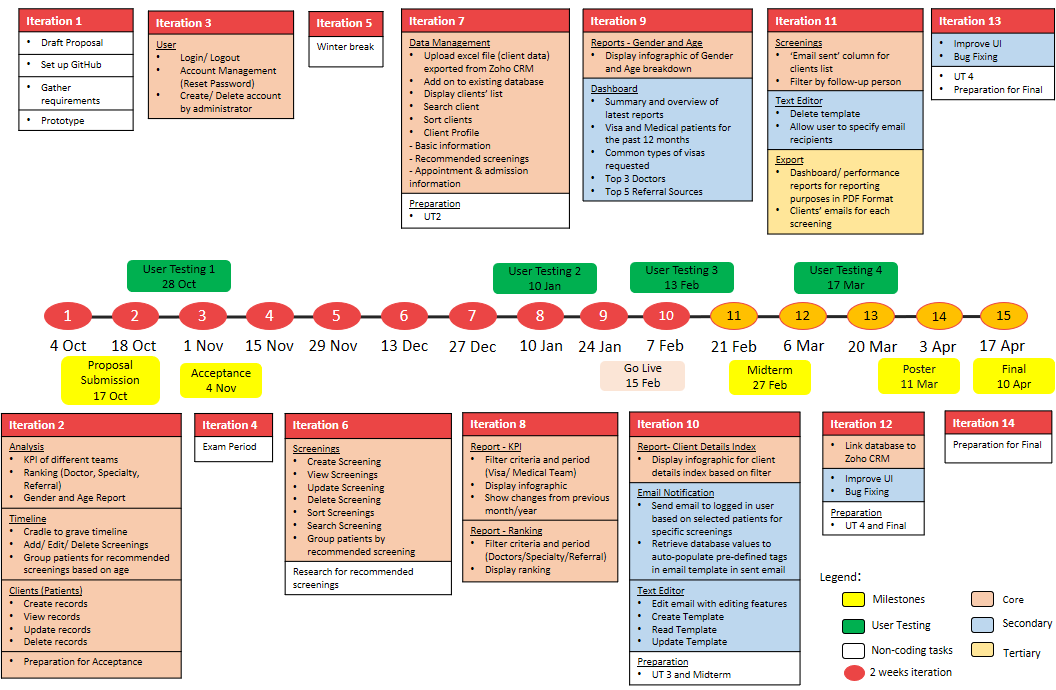 Iteration 1
• Draft Proposal
• Set up GitHub
• Gather
requirements
• Prototype
Iteration 3
User
• Login/ Logout
• Account Management
(Reset Password)
• Create/ Delete account
by administrator
Iteration 5
Winter break
Iteration 7
Data Management
• Upload excel file (client data)
exported from Zoho CRM
• Add on to existing database
• Display clients’ list
• Search client
• Sort clients
• Client Profile
- Basic information
- Recommended screenings
- Appointment & admission
information
Preparation
• UT2
Iteration 9
Reports - Gender and Age
• Display infographic of Gender
and Age breakdown
Dashboard
• Summary and overview of
latest reports
• Visa and Medical patients for
the past 12 months
• Common types of visas
requested
• Top 3 Doctors
• Top 5 Referral Sources
Iteration 11
Screenings
• ‘Email sent’ column for
clients list
• Filter by follow-up person
Text Editor
• Delete template
• Allow user to specify email
recipients
Export
• Dashboard/ performance
reports for reporting
purposes in PDF Format
• Clients’ emails for each
screening
Iteration 13
• Improve UI
• Bug Fixing
• UT 4
• Preparation for Final
User Testing 1
28 Oct
User Testing 2
10 Jan
User Testing 3
13 Feb
User Testing 4
17 Mar
1 2 3 4 5 6 7 8 9 10 11 12 13 14 15
4 Oct 18 Oct 1 Nov 15 Nov 29 Nov 13 Dec 27 Dec 10 Jan 24 Jan 7 Feb 21 Feb 6 Mar 20 Mar 3 Apr 17 Apr
Proposal
Submission
17 Oct
Acceptance
4 Nov
Go Live
15 Feb
Midterm
27 Feb
Poster
11 Mar
Final
10 Apr
Iteration 2
Analysis
• KPI of different teams
• Ranking (Doctor, Specialty,
Referral)
• Gender and Age Report
Timeline
• Cradle to grave timeline
• Add/ Edit/ Delete Screenings
• Group patients for recommended
screenings based on age
Clients (Patients)
• Create records
• View records
• Update records
• Delete records
• Preparation for Acceptance
Iteration 4
Exam Period
Iteration 6
Screenings
• Create Screening
• View Screenings
• Update Screening
• Delete Screening
• Sort Screenings
• Search Screening
• Group patients by
recommended screening
Research for recommended
screenings
Iteration 8
Report - KPI
• Filter criteria and period
(Visa/ Medical Team)
• Display infographic
• Show changes from previous
month/year
Report - Ranking
• Filter criteria and period
(Doctors/Specialty/Referral)
• Display ranking
Iteration 10
Report- Client Details Index
• Display infographic for client
details index based on filter
Email Notification
• Send email to logged in user
based on selected patients for
specific screenings
• Retrieve database values to
auto-populate pre-defined tags
in email template in sent email
Text Editor
• Edit email with editing features
• Create Template
• Read Template
• Update Template
Preparation
• UT 3 and Midterm
Iteration 12
• Link database to
Zoho CRM
• Improve UI
• Bug Fixing
Preparation
• UT 4 and Final
Iteration 14
Preparation for Final
Legend:
Milestones
User Testing
Non-coding tasks
2 weeks iteration
Core
Secondary
Tertiary